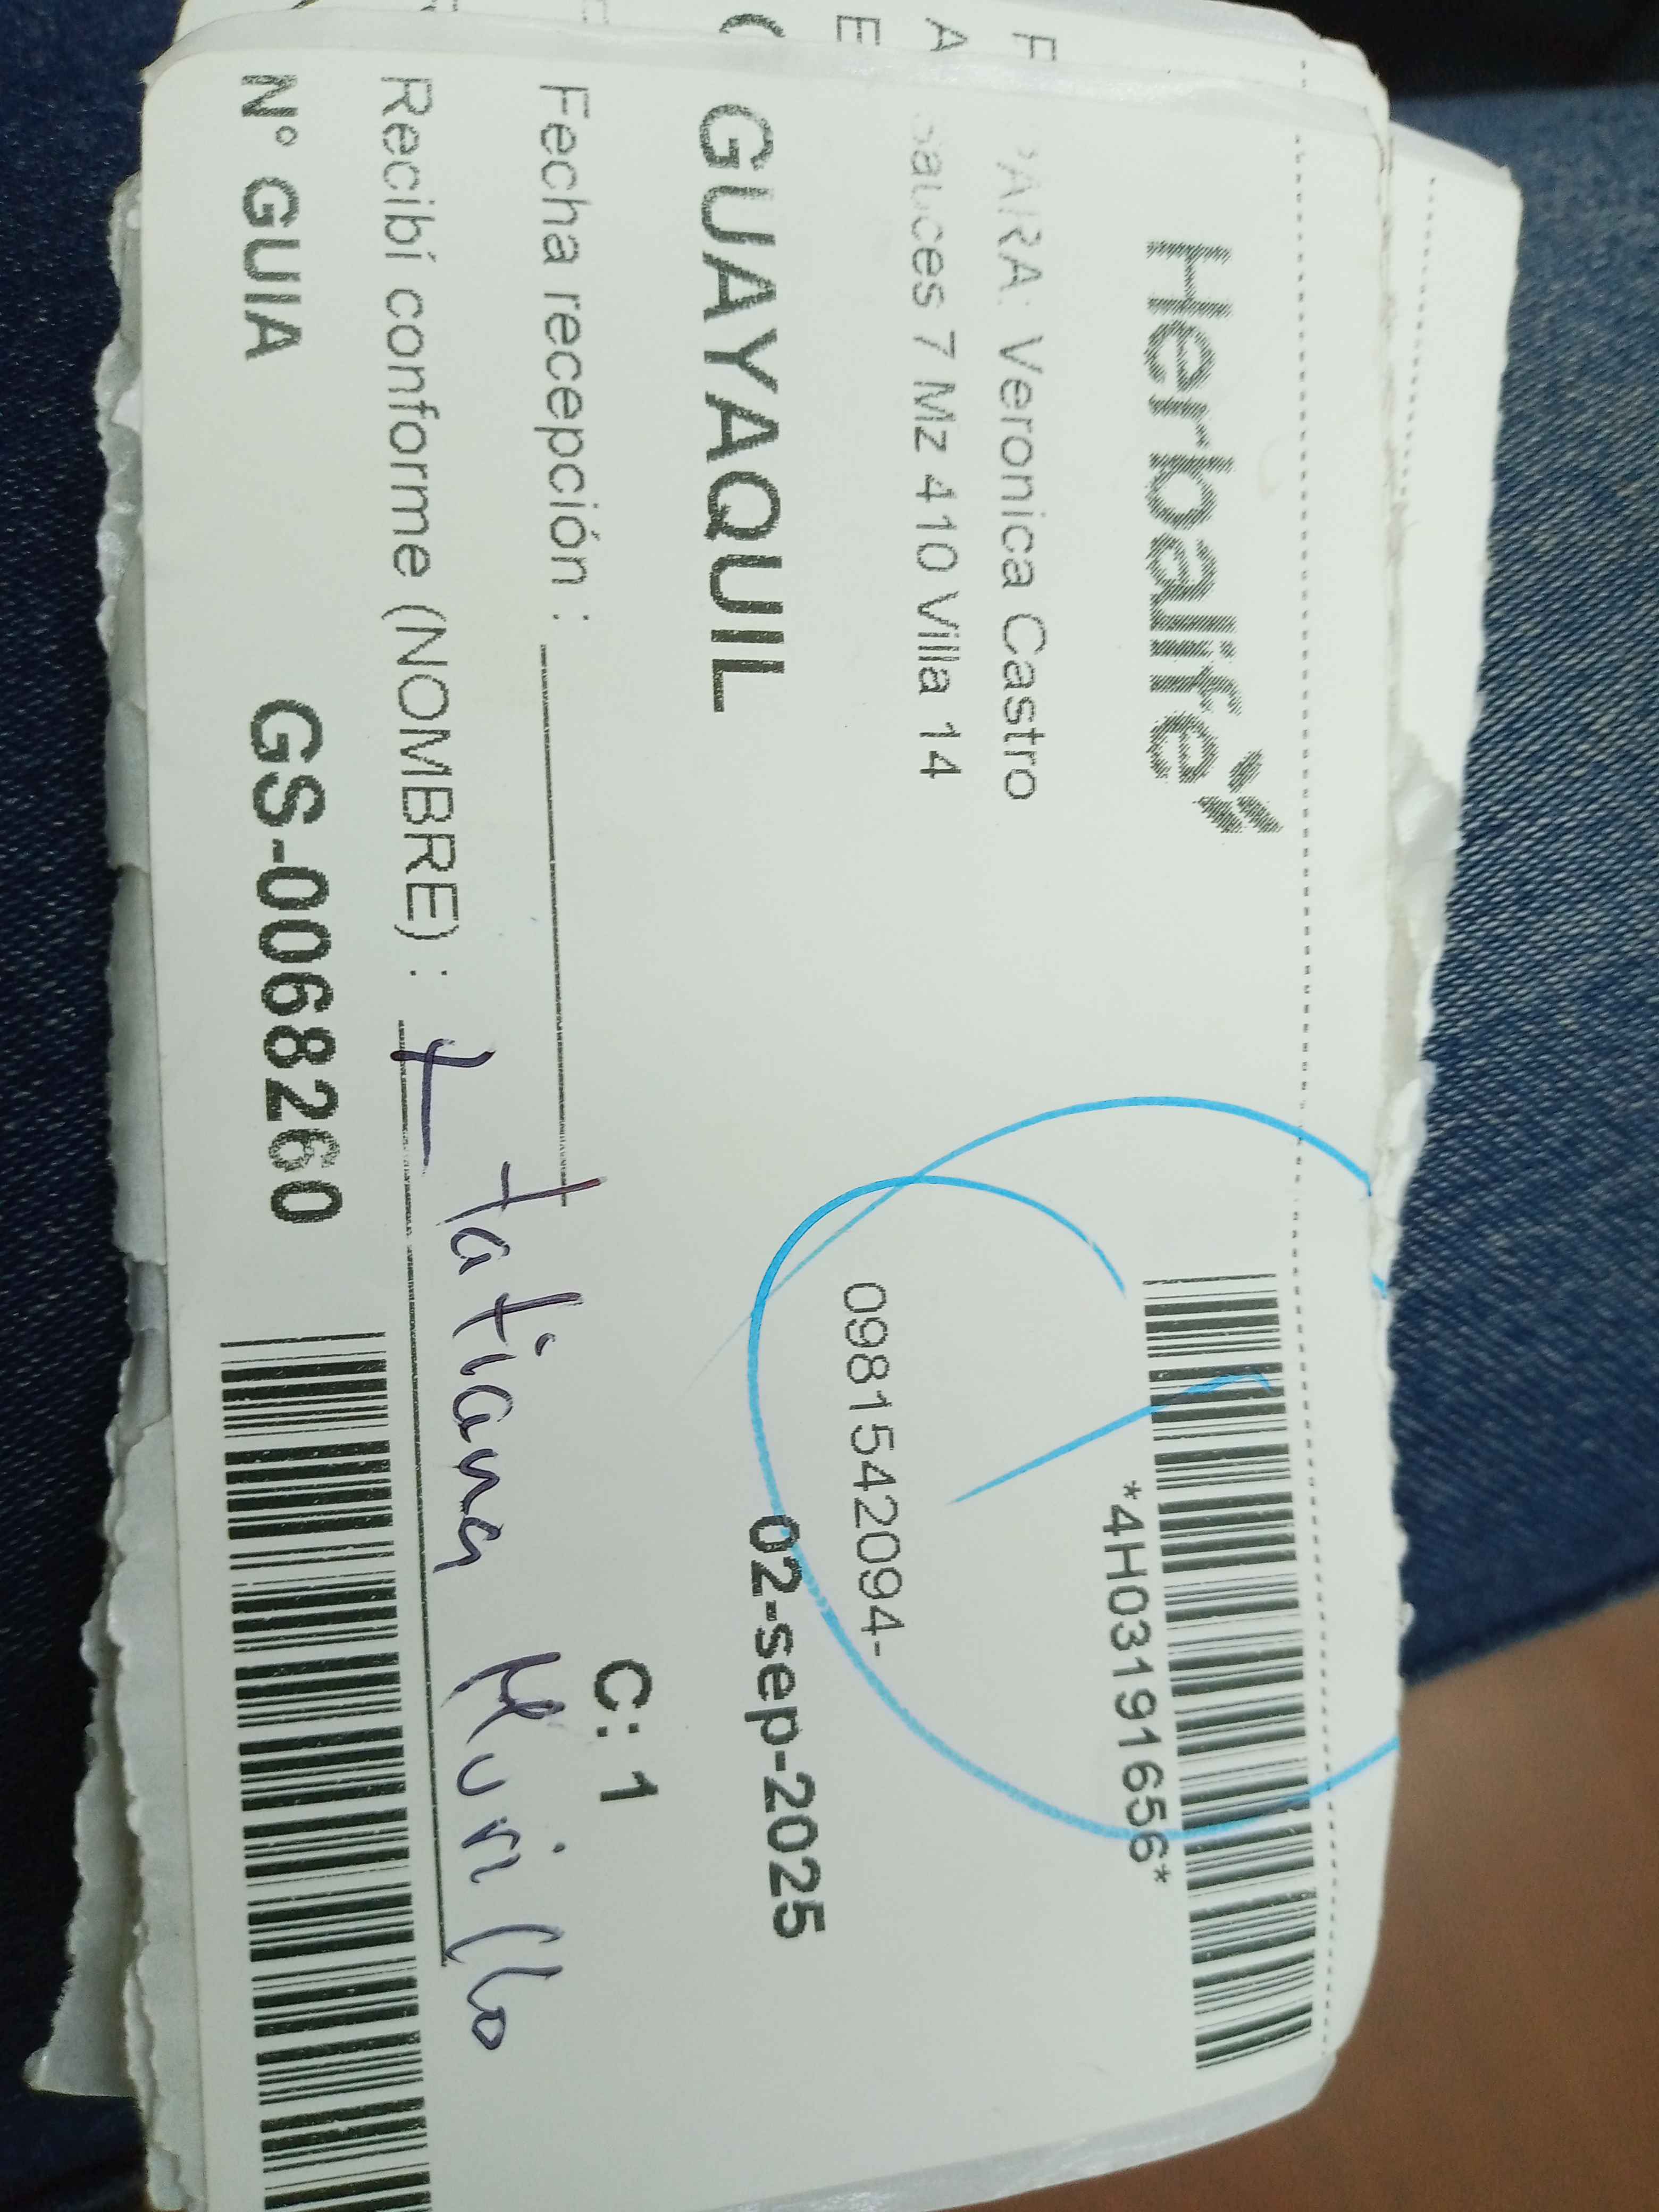 Herbalife
*4H03191656*
PARA: Veronica Castro
Sauces 7 Mz 410 Villa 14
0981542094-
GUAYAQUIL
02-sep-2025
Fecha recepción :
C: 1
Recibí conforme (NOMBRE) : tatiana Murillo
N° GUIA
GS-0068260